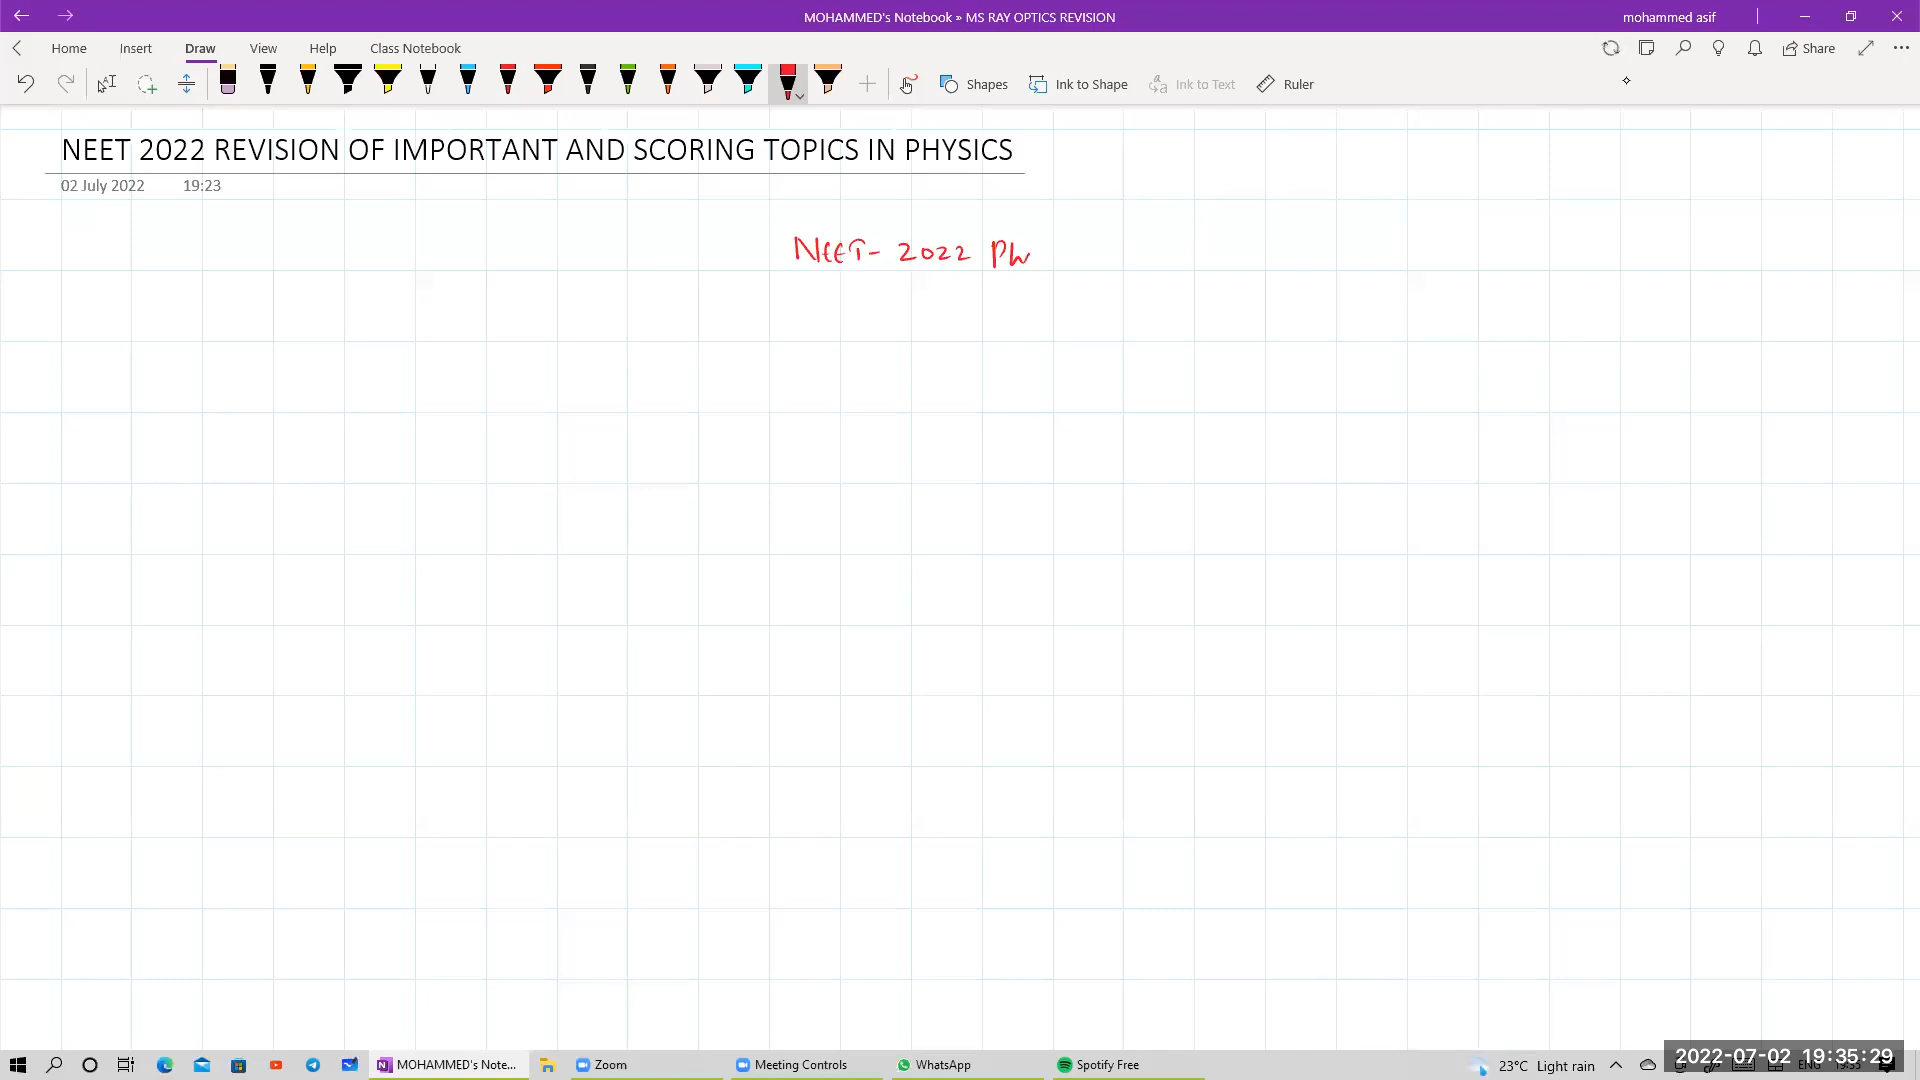 MOHAMMED's Notebook » MS RAY OPTICS REVISION
mohammed asif
Home Insert Draw View Help Class Notebook
Share
Shapes Ink to Shape Ink to Text Ruler
NEET 2022 REVISION OF IMPORTANT AND SCORING TOPICS IN PHYSICS
02 July 2022 19:23
NEET- 2022 Ph
MOHAMMED's Note... Zoom Meeting Controls WhatsApp Spotify Free 23°C Light rain
2022-07-02 19:35:29